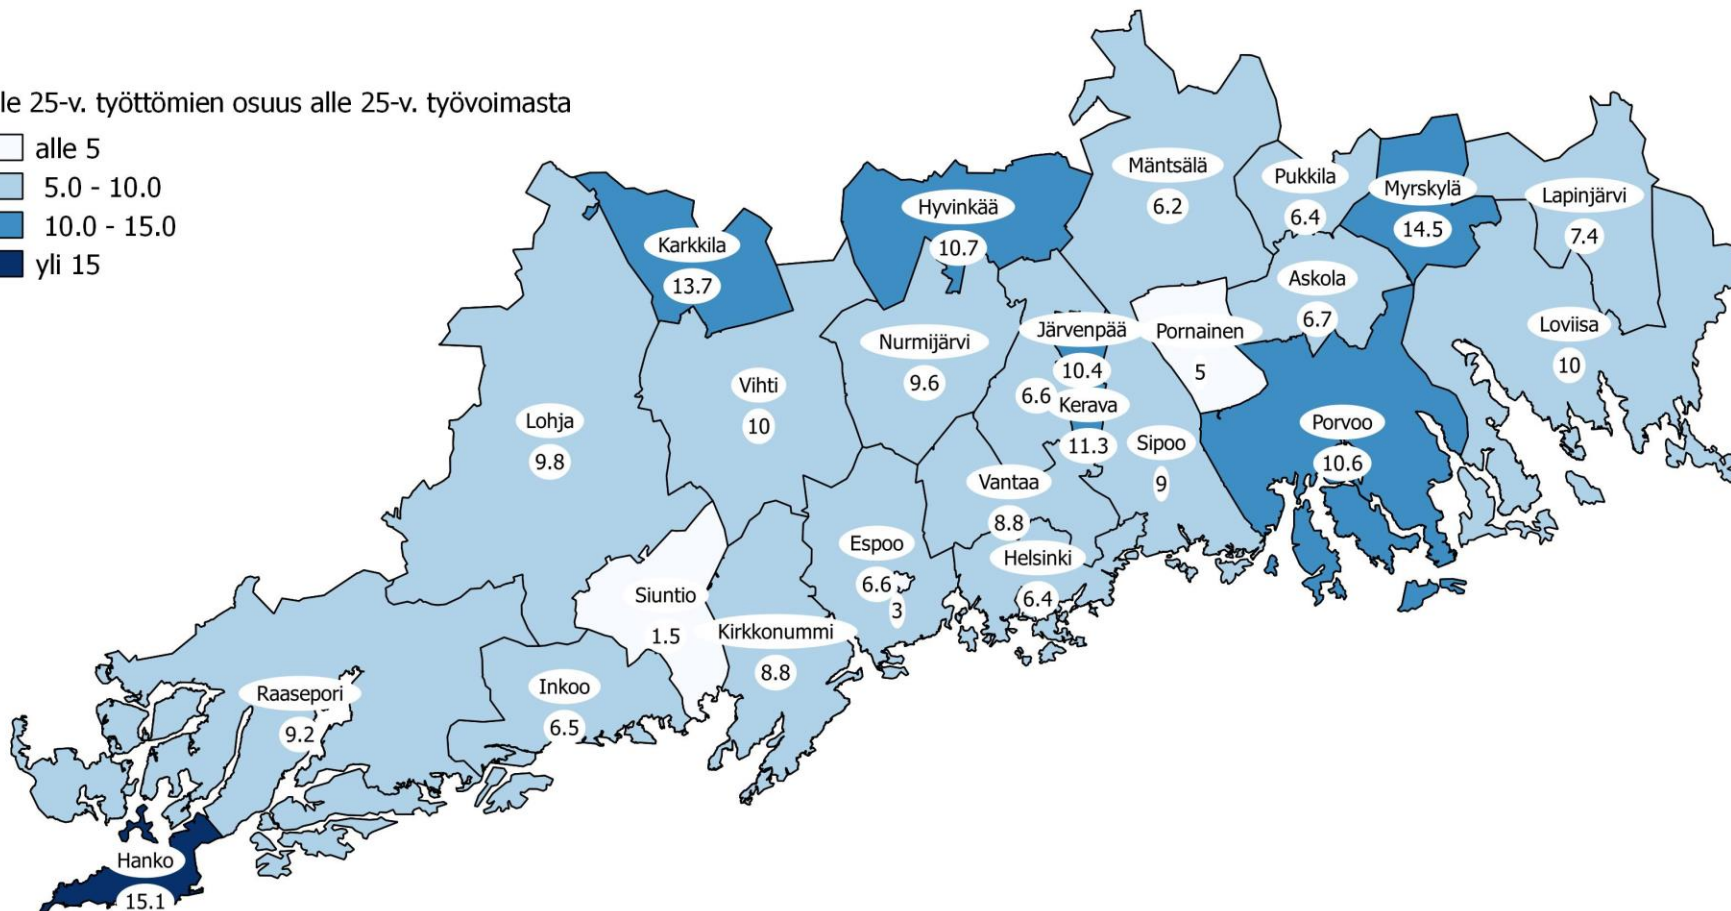 le 25-v. työttömien osuus alle 25-v. työvoimasta
alle 5
5.0 - 10.0
10.0 - 15.0
yli 15
Mäntsälä
6.2
Pukkila
6.4
Myrskylä
14.5
Lapinjärvi
7.4
Hyvinkää
10.7
Karkkila
13.7
Askola
6.7
Loviisa
10
Järvenpää
10.4
Pornainen
5
Nurmijärvi
9.6
Vihti
10
6.6
Kerava
11.3
Lohja
9.8
Sipoo
9
Porvoo
10.6
Vantaa
8.8
Espoo
6.6
3
Helsinki
6.4
Siuntio
1.5
Kirkkonummi
8.8
Raasepori
9.2
Inkoo
6.5
Hanko
15.1